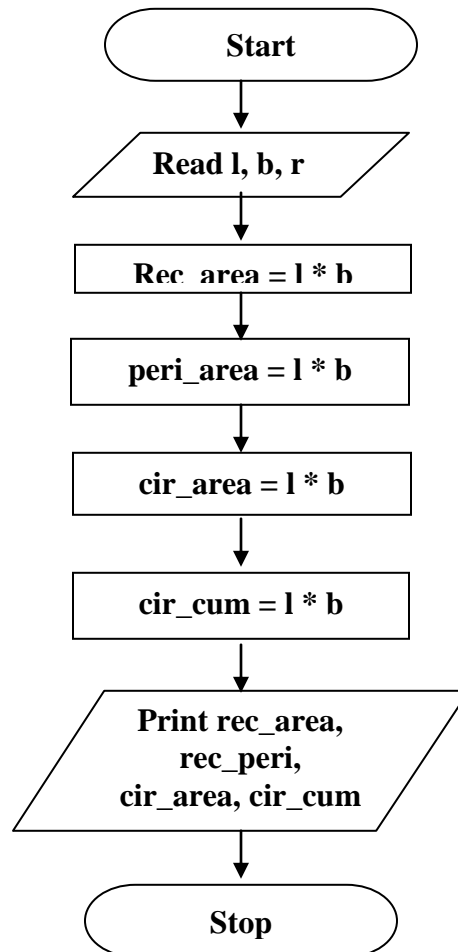 Start
Read l, b, r
Rec_area = l * b
peri_area = l * b
cir_area = l * b
cir_cum = l * b
Print rec_area,
rec_peri,
cir_area, cir_cum
Stop